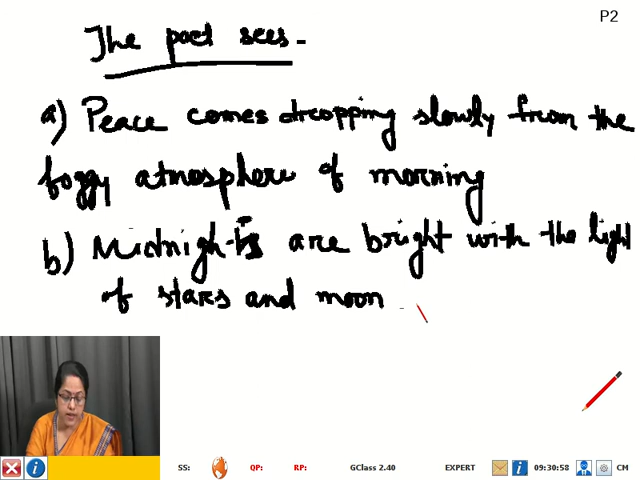 P2
The poet sees -
a) Peace comes dropping slowly from the
foggy atmosphere of morning
b) Midnights are bright with the light
of stars and moon -
SS: QP: RP: GClass 2.40 EXPERT 09:30:58 CM